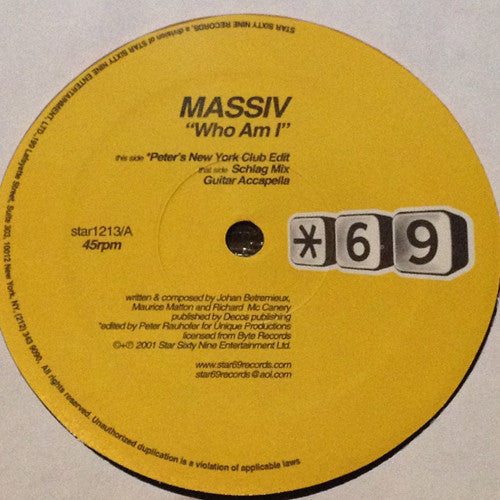 STAR SIXTY NINE RECORDS, a division of STAR SIXTY NINE ENTERTAINMENT, LTD., 199 Lafayette Street, Suite 303, 10012 New York, NY, (212) 343 9090. All rights reserved. Unauthorized duplication is a violation of applicable laws
MASSIV
"Who Am I"
this side *Peter's New York Club Edit
that side Schlag Mix
Guitar Accapella
star1213/A
45rpm
*69
written & composed by Johan Betremieux,
Maurice Matton and Richard Mc Canery
published by Decos publishing
*edited by Peter Rauhofer for Unique Productions
licensed from Byte Records
©+℗ 2001 Star Sixty Nine Entertainment Ltd.
www.star69records.com
star69records@aol.com